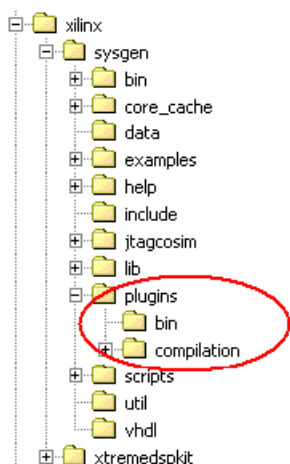 xilinx
sysgen
bin
core_cache
data
examples
help
include
jtagcosim
lib
plugins
bin
compilation
scripts
util
vhdl
xtremedspkit